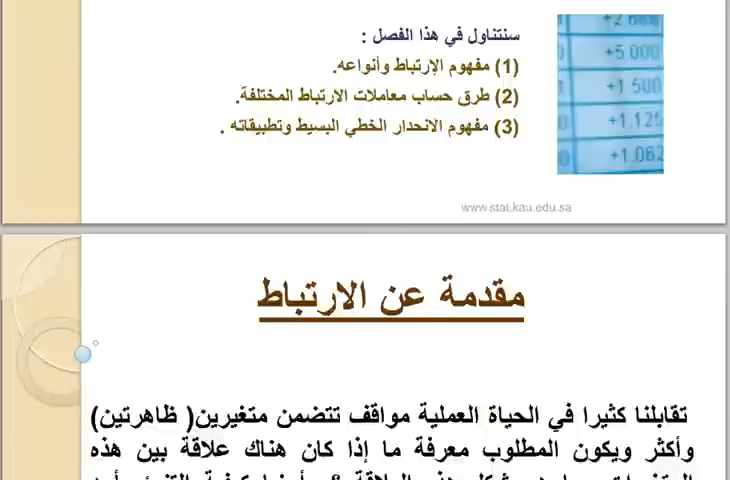 سنتناول في هذا الفصل :
(1) مفهوم الإرتباط وأنواعه.
(2) طرق حساب معاملات الارتباط المختلفة.
(3) مفهوم الانحدار الخطي البسيط وتطبيقاته .
+5 000
+1 500
+1.125
+1.062
www.stat.kau.edu.sa
مقدمة عن الارتباط
تقابلنا كثيرا في الحياة العملية مواقف تتضمن متغيرين( ظاهرتين)
وأكثر ويكون المطلوب معرفة ما إذا كان هناك علاقة بين هذه